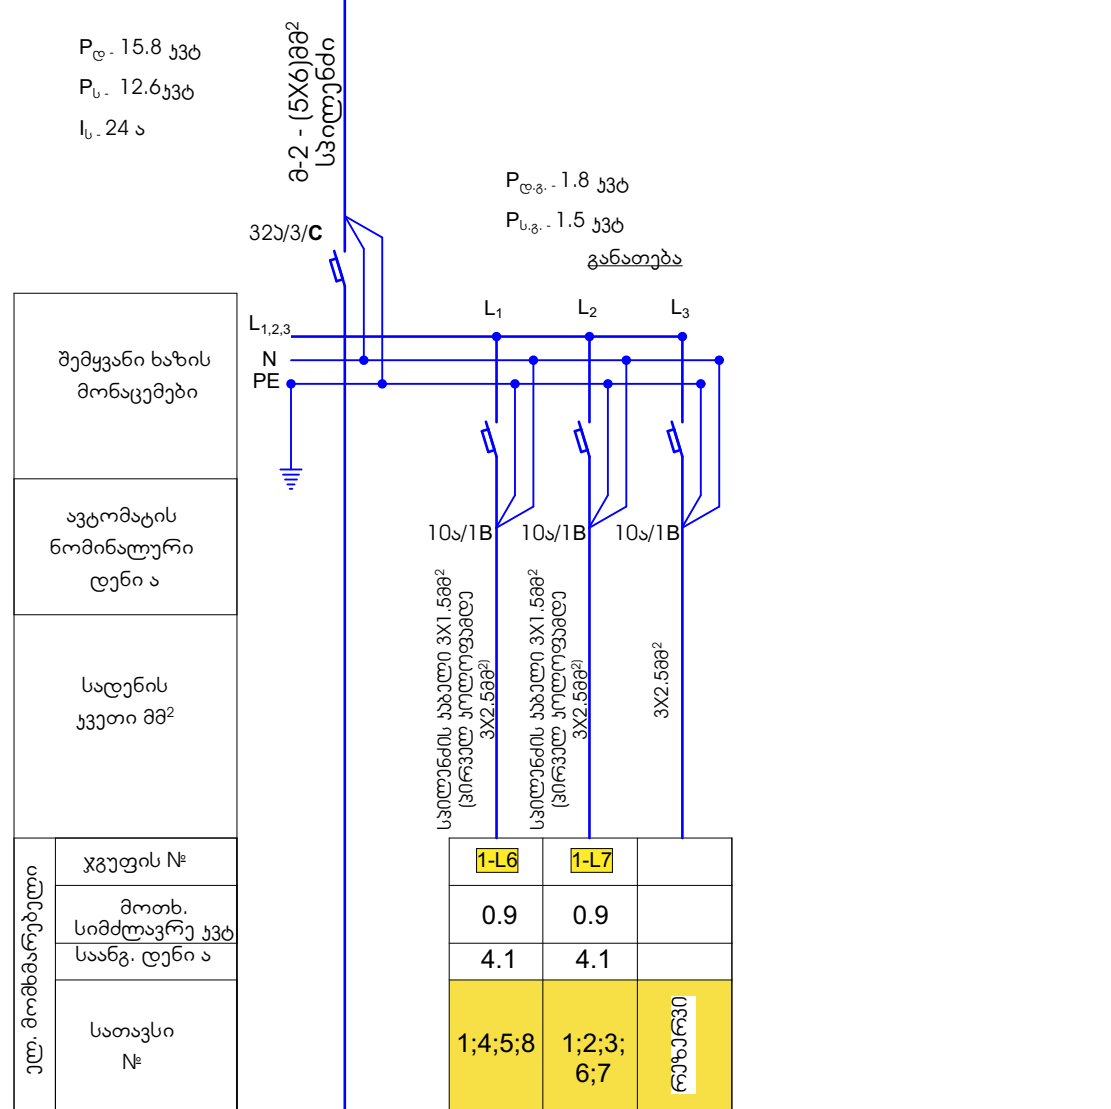 Pდ - 15.8 კვტ
Pს - 12.6კვტ
Iს - 24 ა
მ-2 - (5X6)მმ²
სპილენძი
Pდ.გ. - 1.8 კვტ
Pს.გ. - 1.5 კვტ
განათება
32ა/3/C
L1,2,3
N
PE
L1
L2
L3
შემყვანი ხაზის
მონაცემები
ავტომატის
ნომინალური
დენი ა
10ა/1B
10ა/1B
10ა/1B
სადენის
კვეთი მმ²
სპილენძის კაბელი 3X1.5მმ²
(პირველ კოლოფამდე
3X2.5მმ²)
სპილენძის კაბელი 3X1.5მმ²
(პირველ კოლოფამდე
3X2.5მმ²)
3X2.5მმ²
ელ. მომხმარებელი
ჯგუფის №
1-L6
1-L7
მოთხ.
სიმძლავრე კვტ
0.9
0.9
საანგ. დენი ა
4.1
4.1
სათავსი
№
1;4;5;8
1;2;3;
6;7
რეზერვი